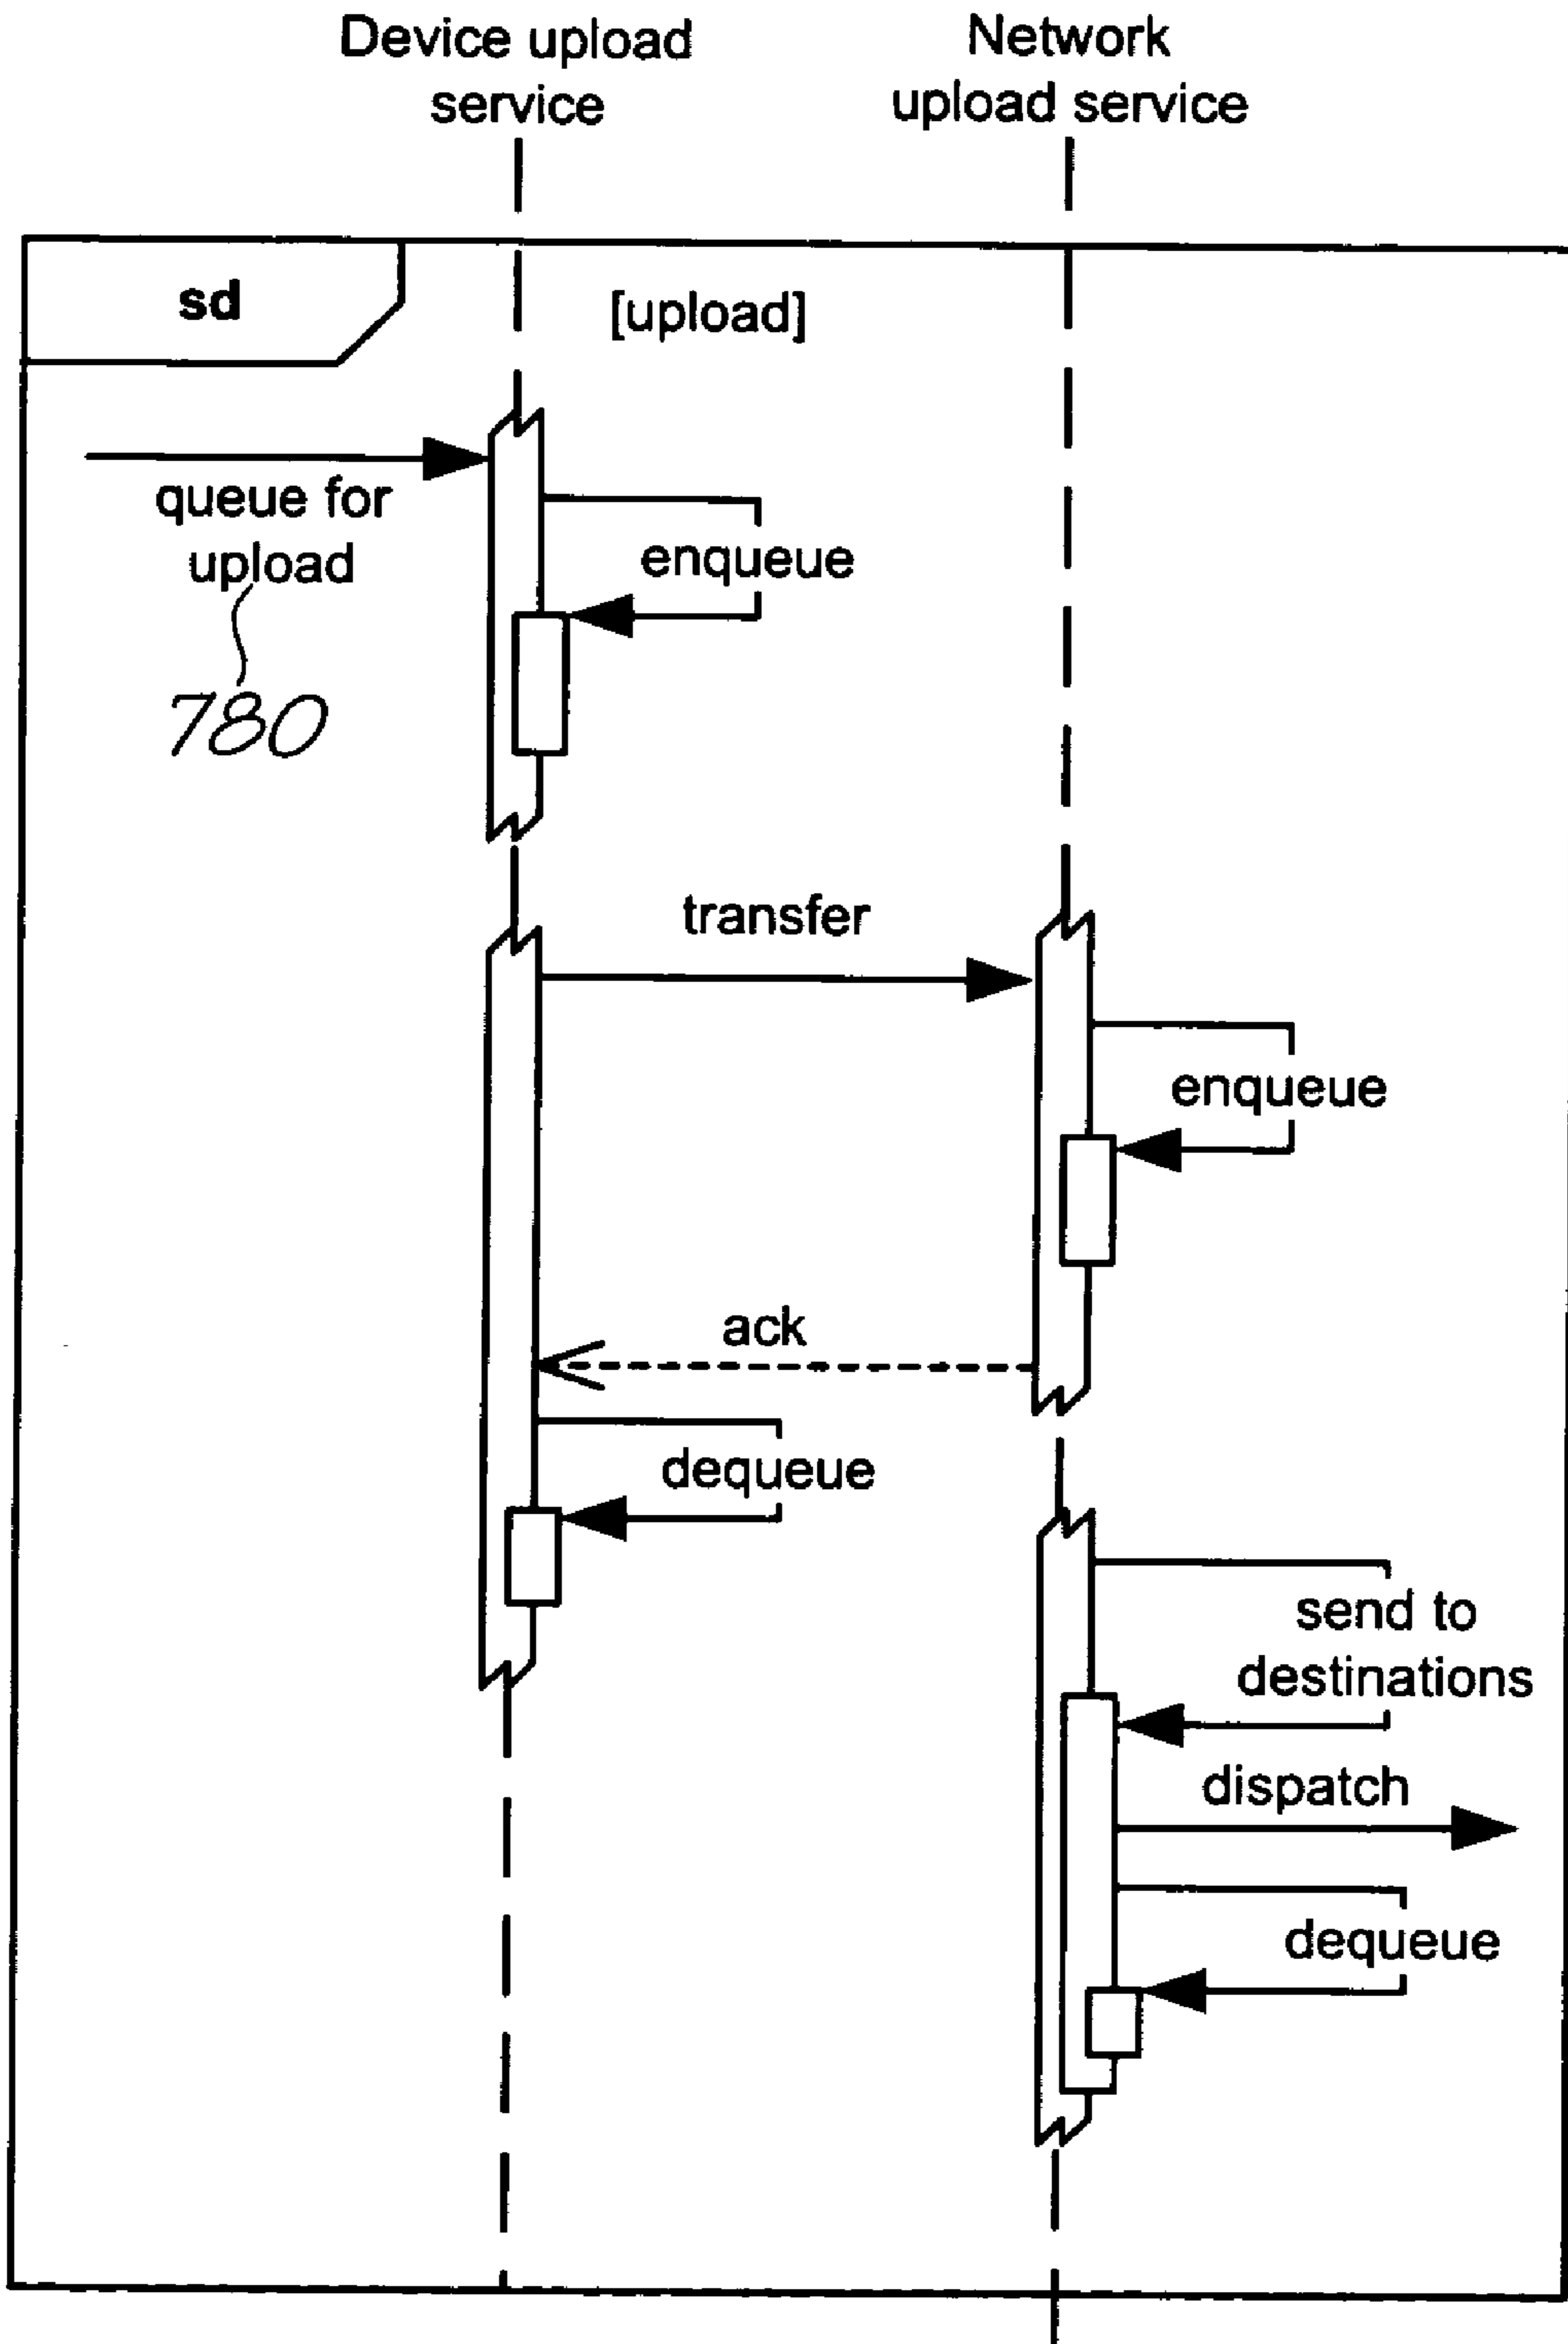 Device upload
service
Network
upload service
sd
[upload]
queue for
upload
780
enqueue
transfer
enqueue
ack
dequeue
send to
destinations
dispatch
dequeue